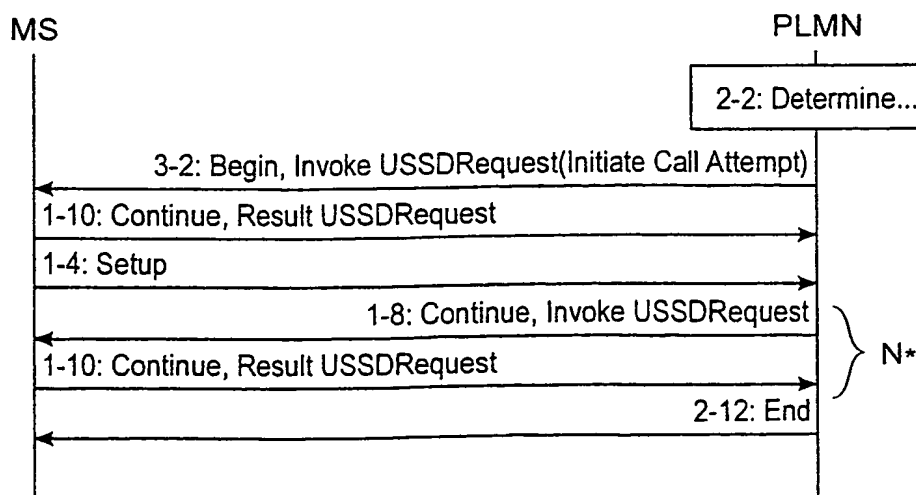 MS
PLMN
2-2: Determine...
3-2: Begin, Invoke USSDRequest(Initiate Call Attempt)
1-10: Continue, Result USSDRequest
1-4: Setup
1-8: Continue, Invoke USSDRequest
N*
1-10: Continue, Result USSDRequest
2-12: End